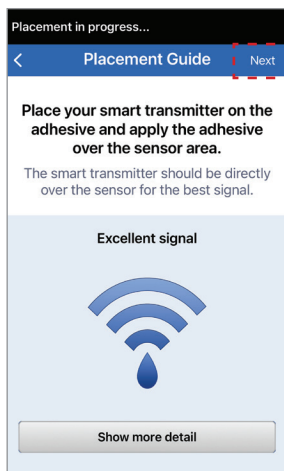 Placement in progress...
Placement Guide Next
Place your smart transmitter on the
adhesive and apply the adhesive
over the sensor area.
The smart transmitter should be directly
over the sensor for the best signal.
Excellent signal
Show more detail